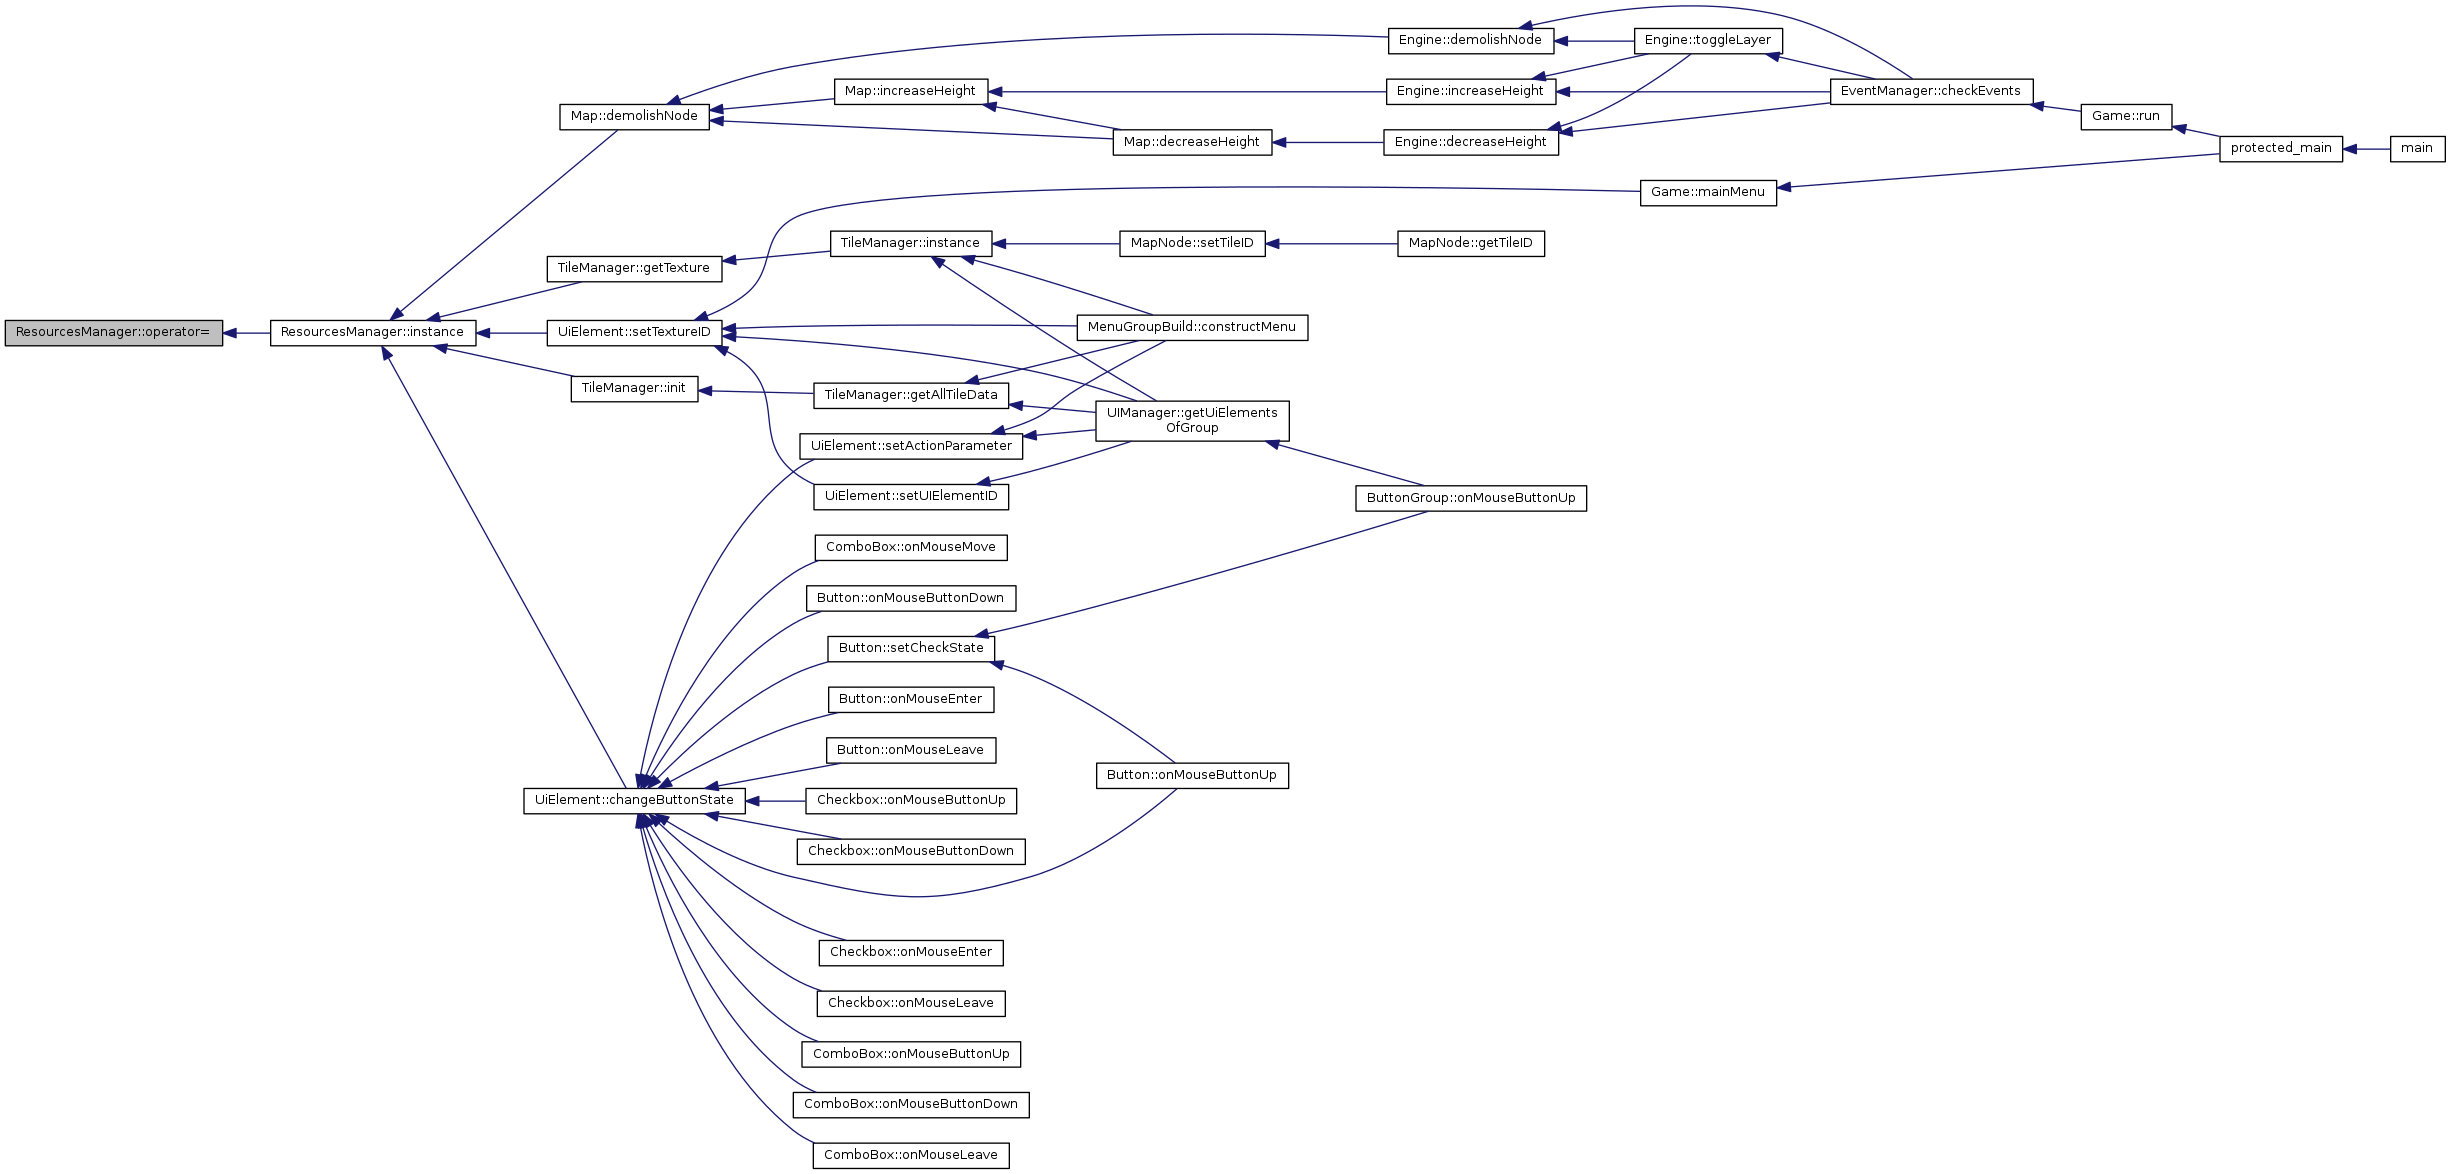 Engine::demolishNode
Engine::toggleLayer
Map::increaseHeight
Engine::increaseHeight
EventManager::checkEvents
Map::demolishNode
Game::run
Map::decreaseHeight
Engine::decreaseHeight
protected_main
main
Game::mainMenu
TileManager::instance
MapNode::setTileID
MapNode::getTileID
TileManager::getTexture
ResourcesManager::operator=
ResourcesManager::instance
UiElement::setTextureID
MenuGroupBuild::constructMenu
TileManager::init
TileManager::getAllTileData
UIManager::getUiElements
OfGroup
UiElement::setActionParameter
UiElement::setUIElementID
ButtonGroup::onMouseButtonUp
ComboBox::onMouseMove
Button::onMouseButtonDown
Button::setCheckState
Button::onMouseEnter
Button::onMouseLeave
Button::onMouseButtonUp
UiElement::changeButtonState
Checkbox::onMouseButtonUp
Checkbox::onMouseButtonDown
Checkbox::onMouseEnter
Checkbox::onMouseLeave
ComboBox::onMouseButtonUp
ComboBox::onMouseButtonDown
ComboBox::onMouseLeave